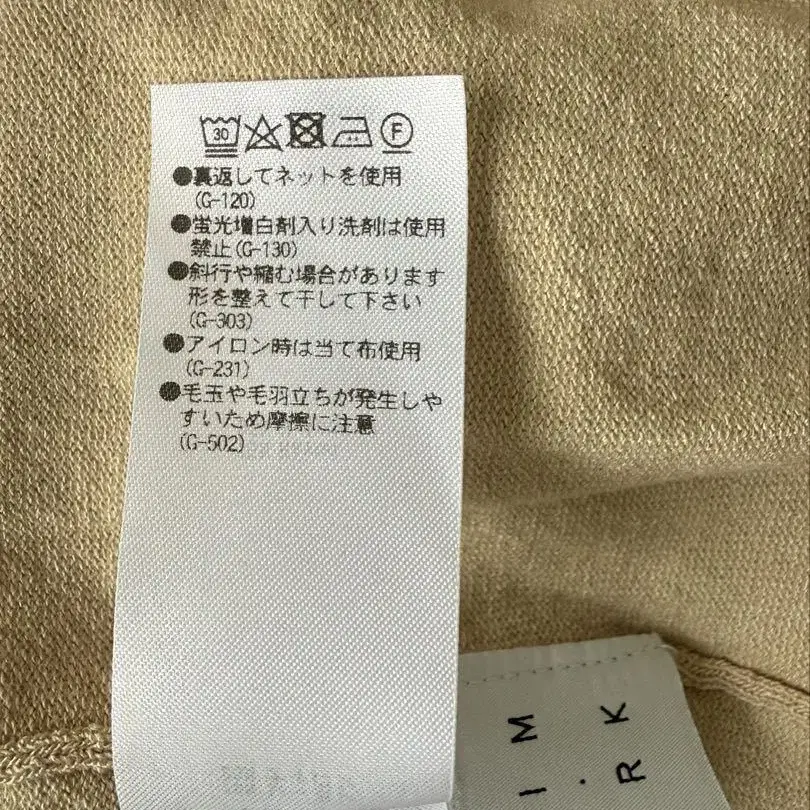 30 F
●裏返してネットを使用
(G-120)
●蛍光増白剤入り洗剤は使用
禁止(G-130)
●斜行や縮む場合があります
形を整えて干して下さい
(G-303)
●アイロン時は当て布使用
(G-231)
●毛玉や毛羽立ちが発生しや
すいため摩擦に注意
(G-502)
I M
. R K